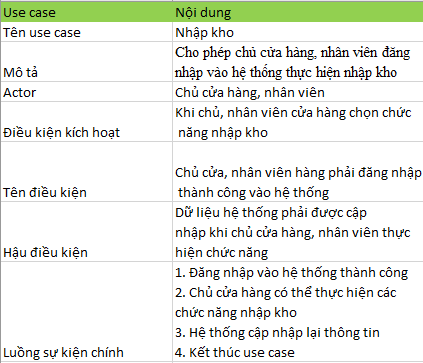 Use case Nội dung
Tên use case Nhập kho
Cho phép chủ cửa hàng, nhân viên đăng
Mô tả nhập vào hệ thống thực hiện nhập kho
Actor Chủ cửa hàng, nhân viên
Khi chủ, nhân viên cửa hàng chọn chức
Điều kiện kích hoạt năng nhập kho
Chủ cửa, nhân viên hàng phải đăng nhập
Tên điều kiện thành công vào hệ thống
Dữ liệu hệ thống phải được cập
nhập khi chủ cửa hàng, nhân viên thực
Hậu điều kiện hiện chức năng
1. Đăng nhập vào hệ thống thành công
2. Chủ cửa hàng có thể thực hiện các
chức năng nhập kho
3. Hệ thống cập nhập lại thông tin
Luồng sự kiện chính 4. Kết thúc use case